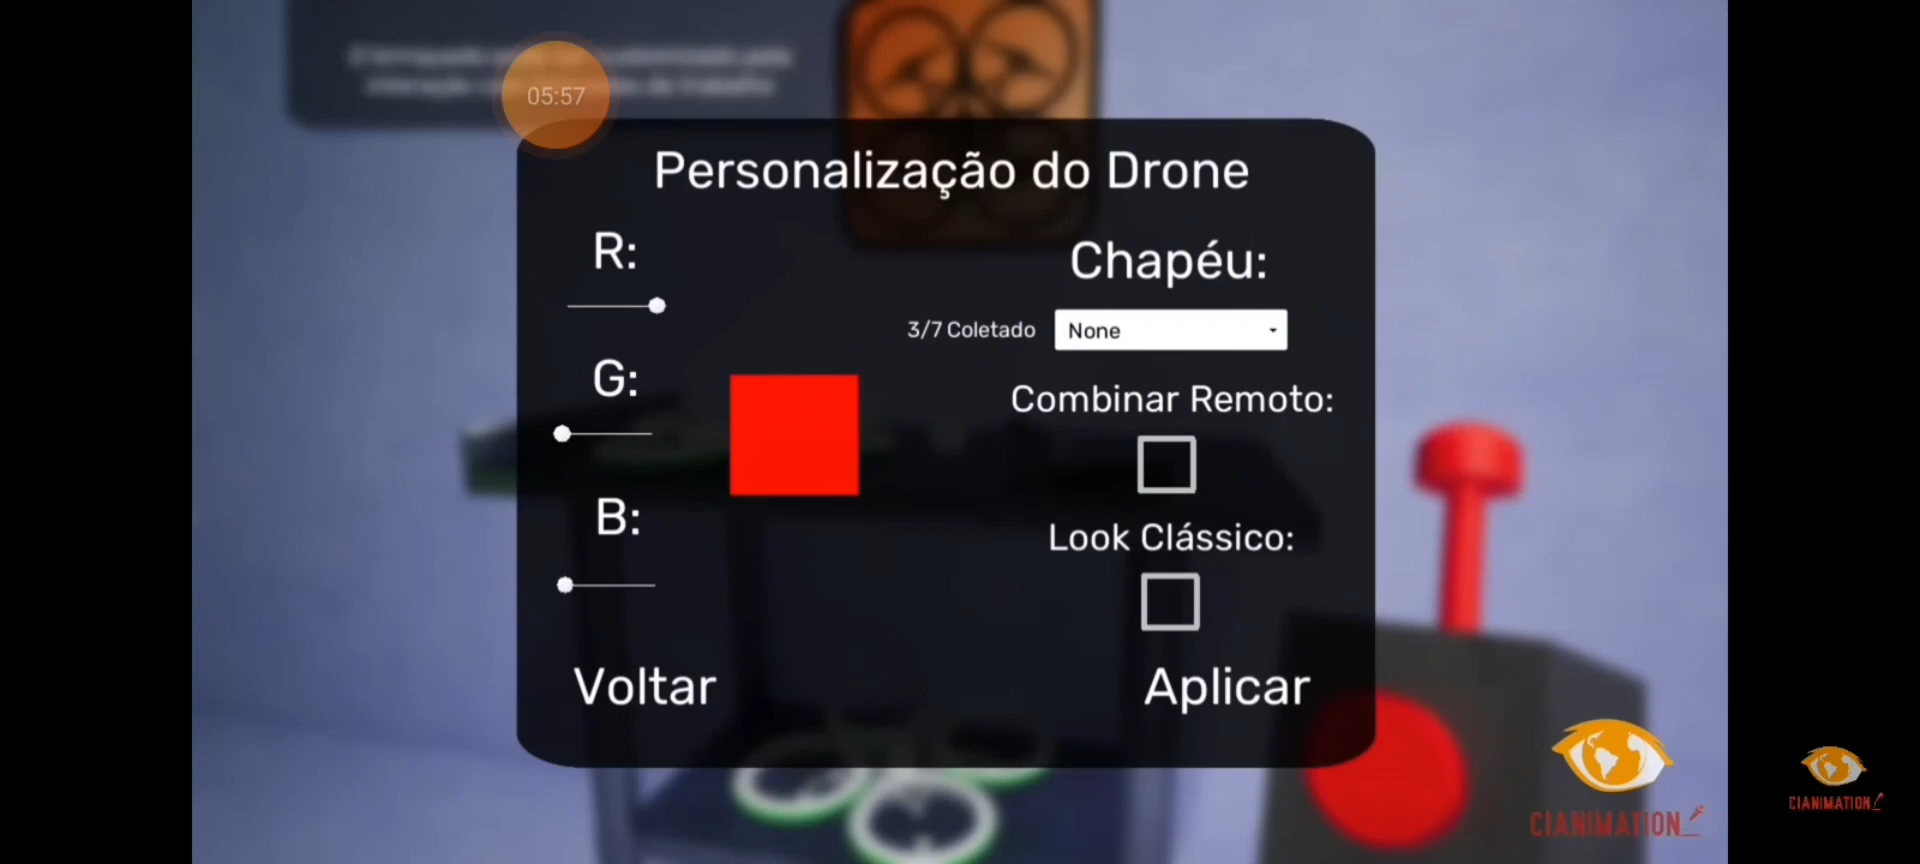 05:57
Personalização do Drone
R:
Chapéu:
3/7 Coletado
None
G:
Combinar Remoto:
B:
Look Clássico:
Voltar
Aplicar
CIANIMATION
CIANIMATION